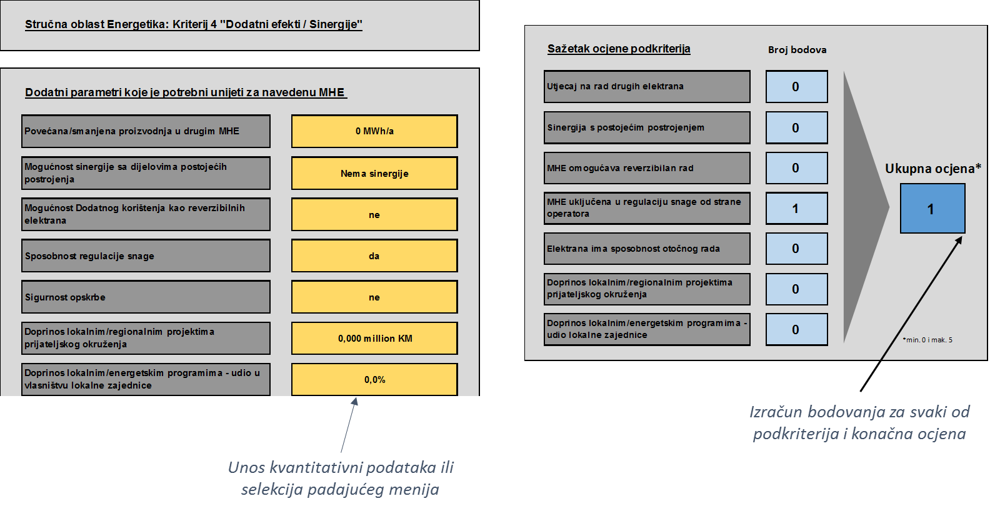 Stručna oblast Energetika: Kriterij 4 "Dodatni efekti / Sinergije"
Dodatni parametri koje je potrebni unijeti za navedenu MHE
Povećana/smanjena proizvodnja u drugim MHE
0 MWh/a
Mogućnost sinergije sa dijelovima postojećih
postrojenja
Nema sinergije
Mogućnost Dodatnog korištenja kao reverzibilnih
elektrana
ne
Sposobnost regulacije snage
da
Sigurnost opskrbe
ne
Doprinos lokalnim/regionalnim projektima
prijateljskog okruženja
0,000 million KM
Doprinos lokalnim/energetskim programima - udio u
vlasništvu lokalne zajednice
0,0%
Unos kvantitativni podataka ili
selekcija padajućeg menija
Sažetak ocjene podkriterija
Broj bodova
Utjecaj na rad drugih elektrana
0
Sinergija s postojećim postrojenjem
0
MHE omogućava reverzibilan rad
0
MHE uključena u regulaciju snage od strane
operatora
1
Elektrana ima sposobnost otočnog rada
0
Doprinos lokalnim/regionalnim projektima
prijateljskog okruženja
0
Doprinos lokalnim/energetskim programima -
udio lokalne zajednice
0
Ukupna ocjena*
1
*min. 0 i mak. 5
Izračun bodovanja za svaki od
podkriterija i konačna ocjena